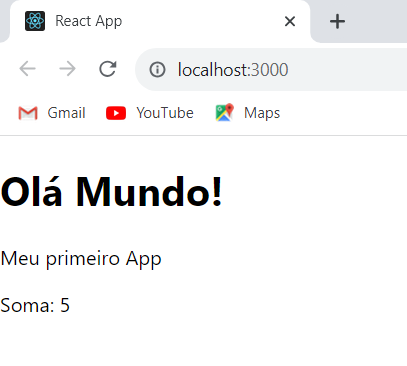 React App
localhost:3000
Gmail YouTube Maps
Olá Mundo!
Meu primeiro App
Soma: 5